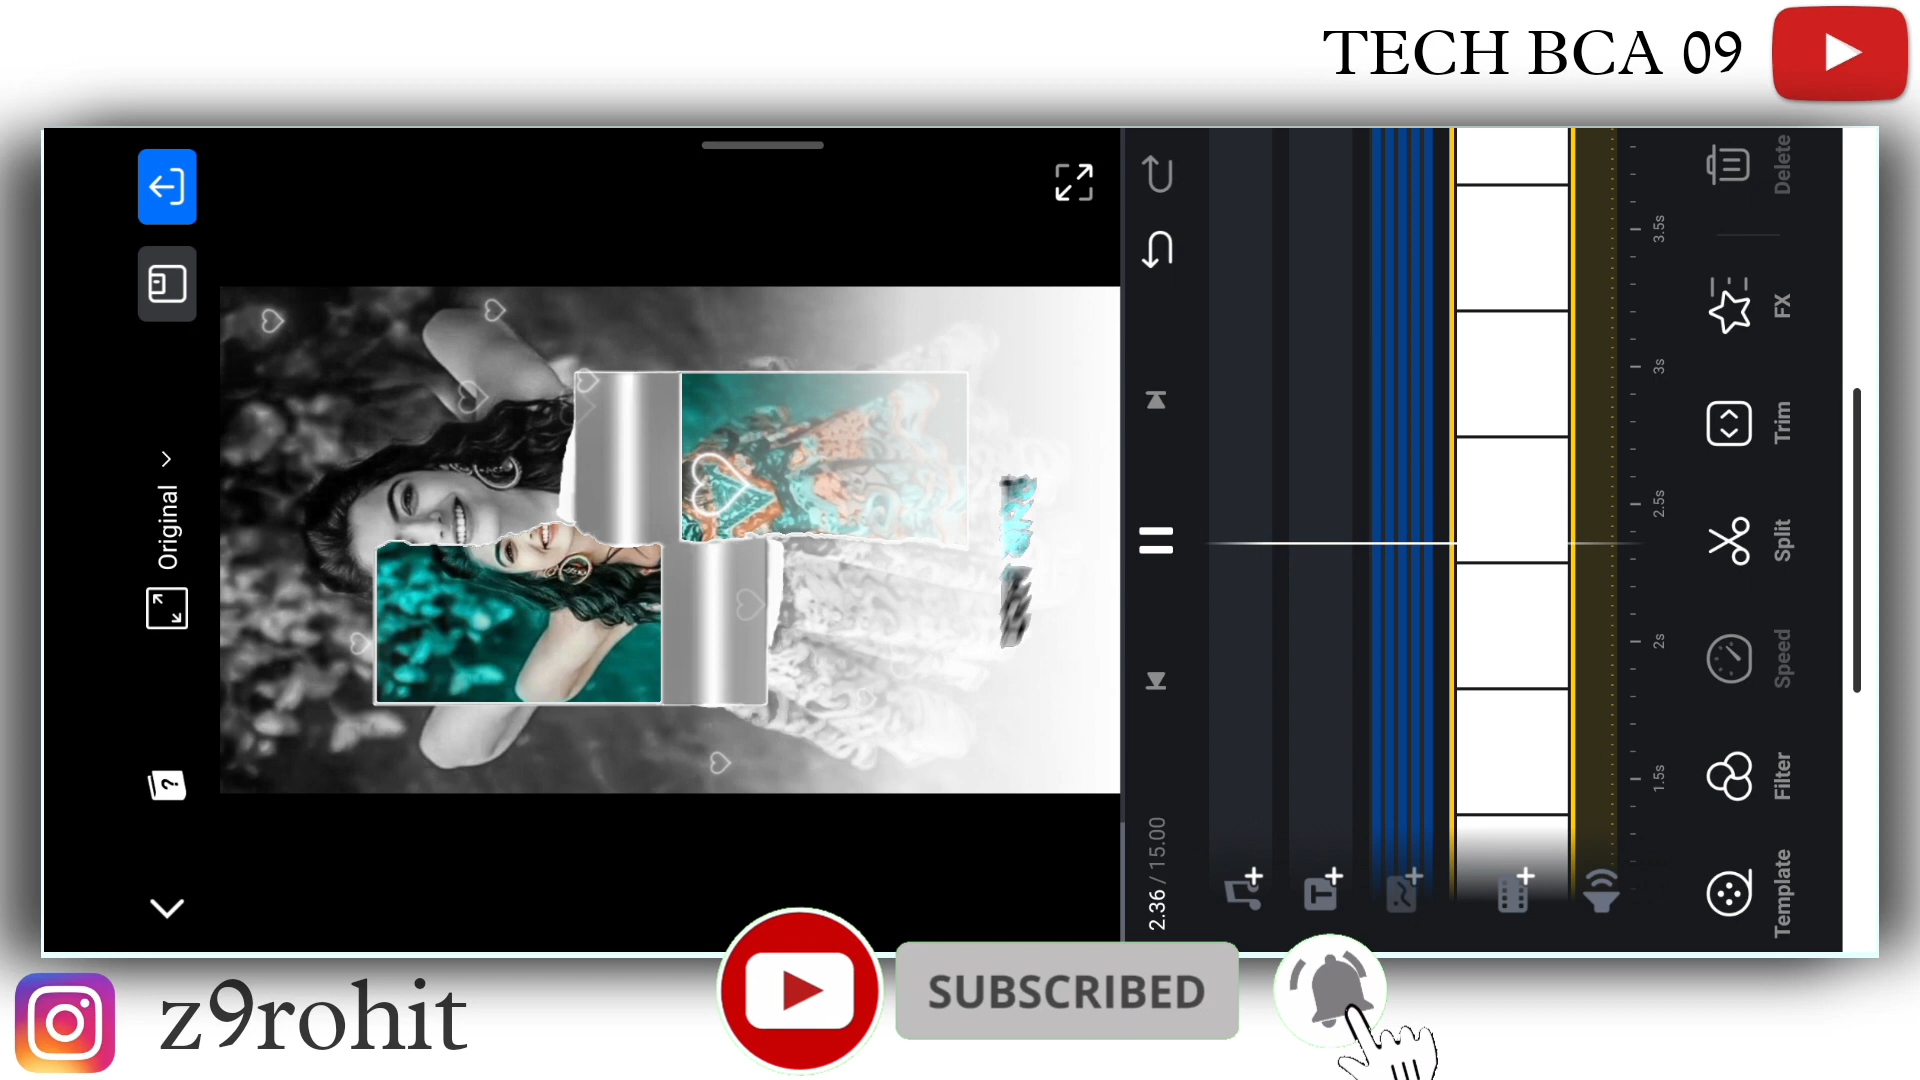 TECH BCA 09
Original
?
2.36 / 15.00
3.5s
3s
2.5s
2s
1.5s
Delete
FX
Trim
Split
Speed
Filter
Template
z9rohit
SUBSCRIBED